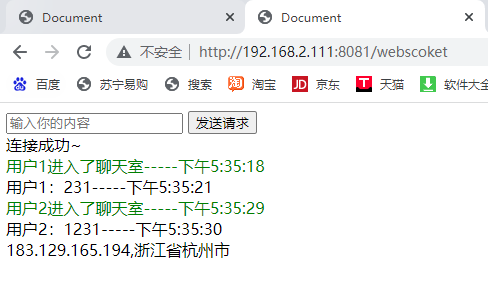 Document
Document
不安全 http://192.168.2.111:8081/webscoket
百度 苏宁易购 搜索 淘 淘宝 JD 京东 T 天猫 软件大全
输入你的内容 发送请求
连接成功~
用户1进入了聊天室-----下午5:35:18
用户1：231-----下午5:35:21
用户2进入了聊天室-----下午5:35:29
用户2：1231-----下午5:35:30
183.129.165.194,浙江省杭州市